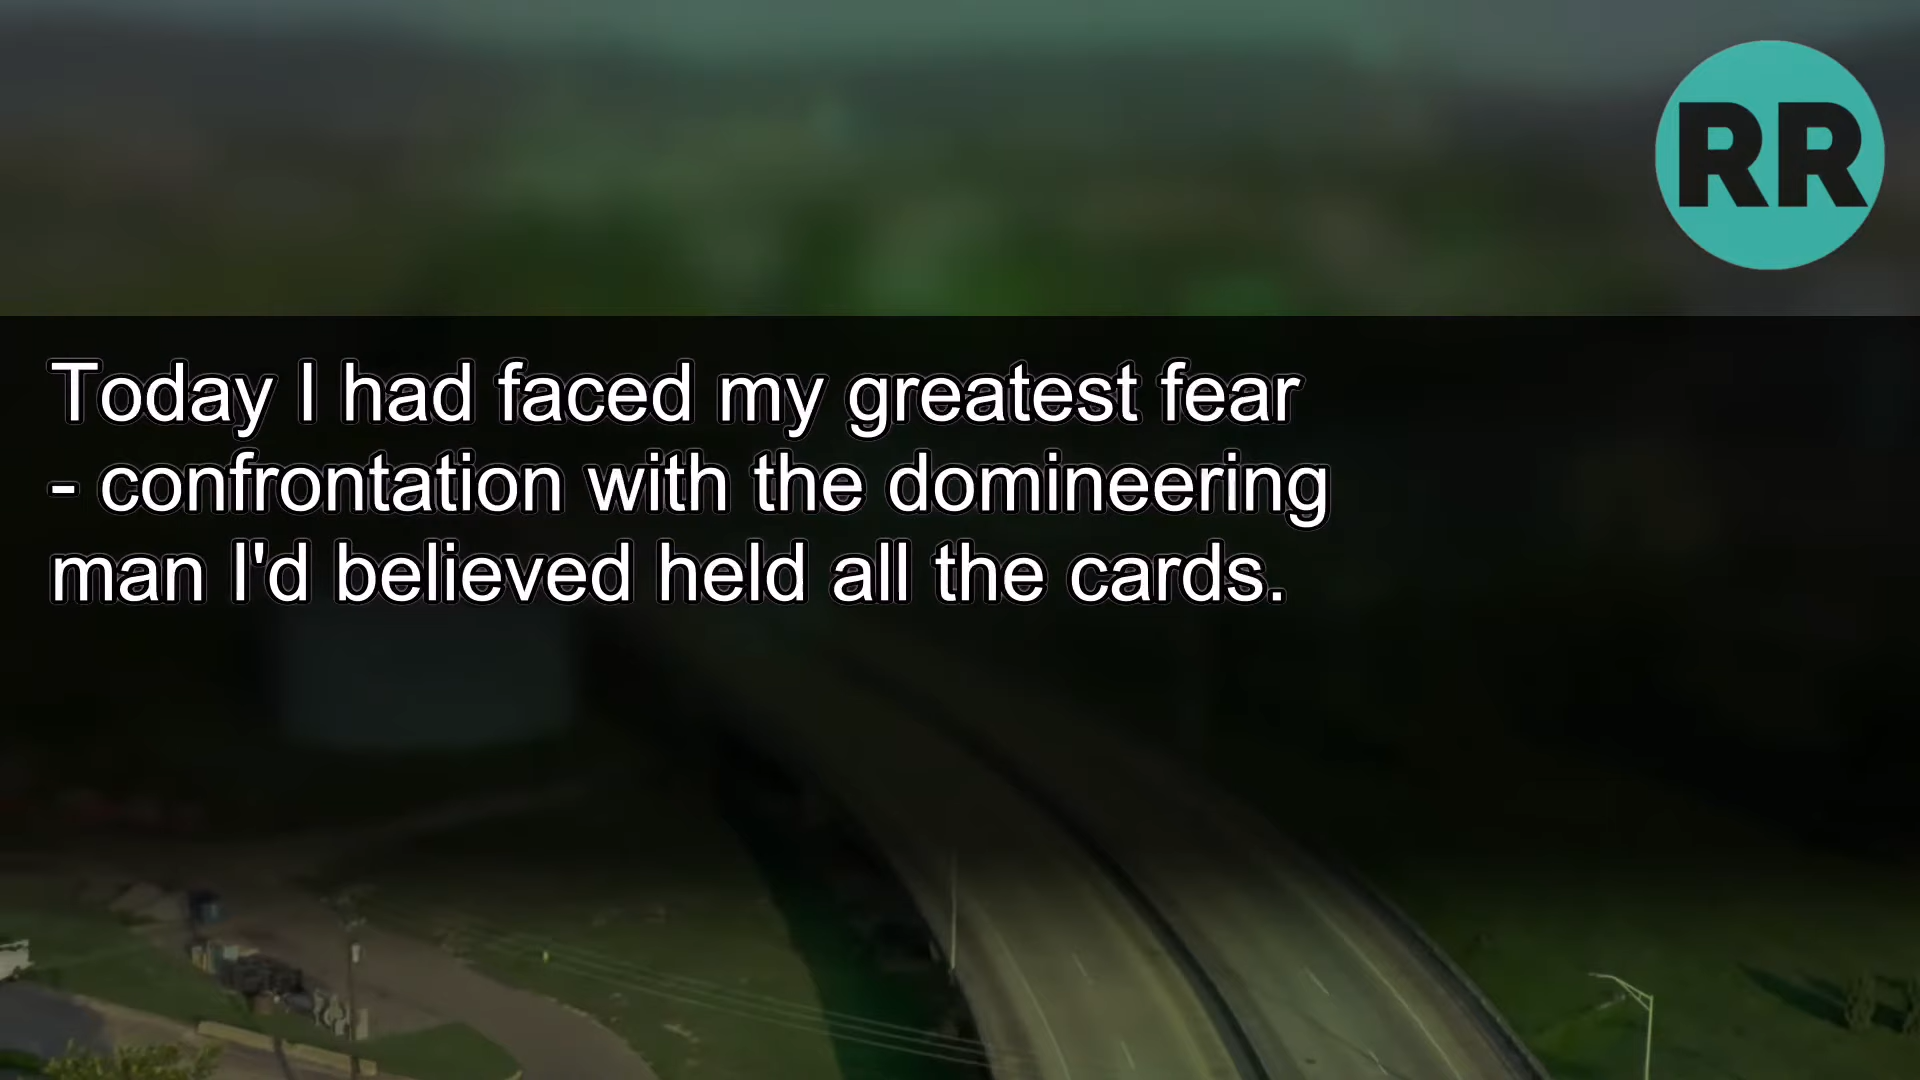 RR
Today I had faced my greatest fear
- confrontation with the domineering
man I'd believed held all the cards.